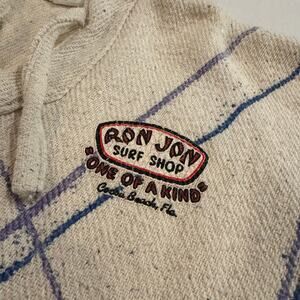 RON JON
SURF SHOP
"ONE OF A KIND"
Cocoa Beach, Fla.